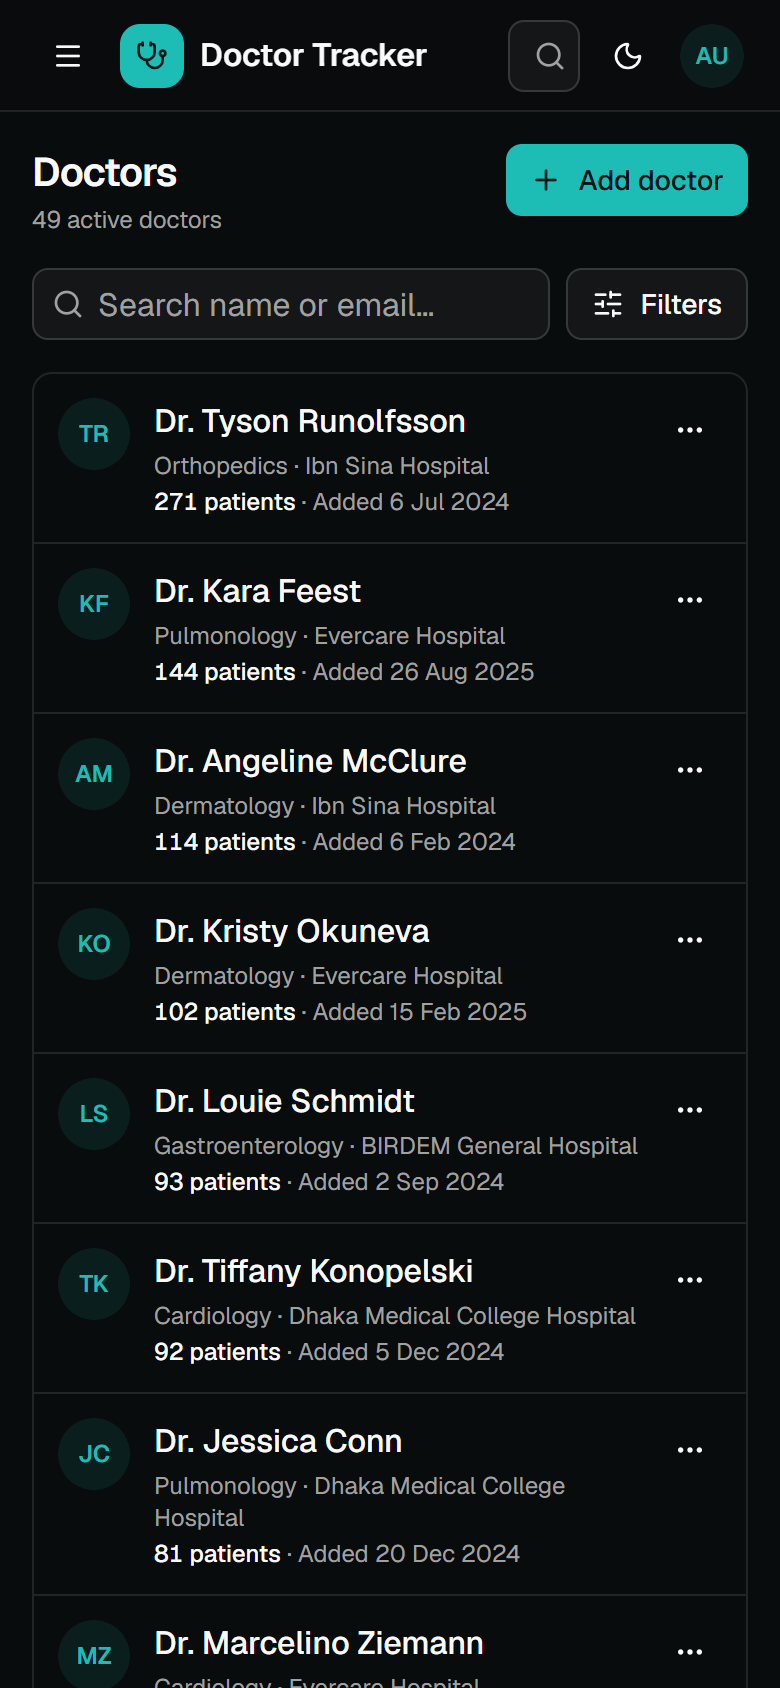 Doctor Tracker
AU
Doctors
49 active doctors
Add doctor
Search name or email...
Filters
TR
Dr. Tyson Runolfsson
Orthopedics · Ibn Sina Hospital
271 patients · Added 6 Jul 2024
KF
Dr. Kara Feest
Pulmonology · Evercare Hospital
144 patients · Added 26 Aug 2025
AM
Dr. Angeline McClure
Dermatology · Ibn Sina Hospital
114 patients · Added 6 Feb 2024
KO
Dr. Kristy Okuneva
Dermatology · Evercare Hospital
102 patients · Added 15 Feb 2025
LS
Dr. Louie Schmidt
Gastroenterology · BIRDEM General Hospital
93 patients · Added 2 Sep 2024
TK
Dr. Tiffany Konopelski
Cardiology · Dhaka Medical College Hospital
92 patients · Added 5 Dec 2024
JC
Dr. Jessica Conn
Pulmonology · Dhaka Medical College
Hospital
81 patients · Added 20 Dec 2024
MZ
Dr. Marcelino Ziemann
Cardiology · Evercare Hospital